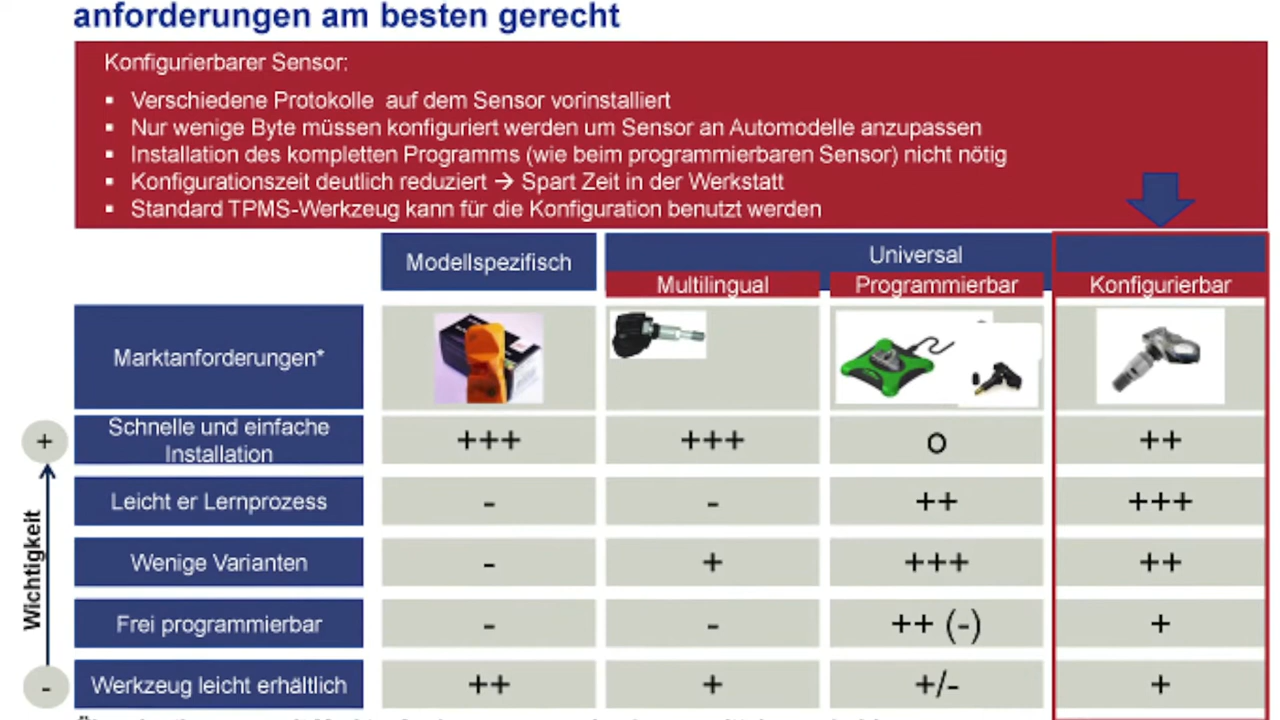 anforderungen am besten gerecht
Konfigurierbarer Sensor:
▪ Verschiedene Protokolle auf dem Sensor vorinstalliert
▪ Nur wenige Byte müssen konfiguriert werden um Sensor an Automodelle anzupassen
▪ Installation des kompletten Programms (wie beim programmierbaren Sensor) nicht nötig
▪ Konfigurationszeit deutlich reduziert → Spart Zeit in der Werkstatt
▪ Standard TPMS-Werkzeug kann für die Konfiguration benutzt werden
Modellspezifisch
Universal
Multilingual
Programmierbar
Konfigurierbar
Marktanforderungen*
Wichtigkeit
+
Schnelle und einfache
Installation
+++ +++ o ++
Leicht er Lernprozess - - ++ +++
Wenige Varianten - + +++ ++
Frei programmierbar - - ++ (-) +
-
Werkzeug leicht erhältlich ++ + +/- +